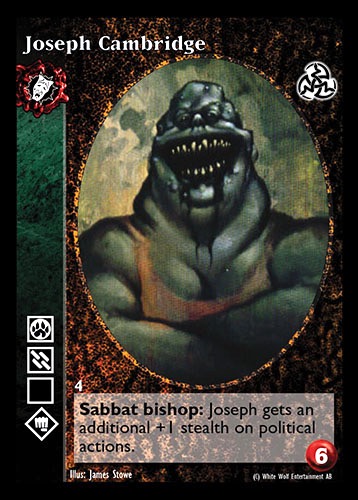 Joseph Cambridge
4
Sabbat bishop: Joseph gets an
additional +1 stealth on political
actions.
6
Illus: James Stowe
(C) White Wolf Entertainment AB